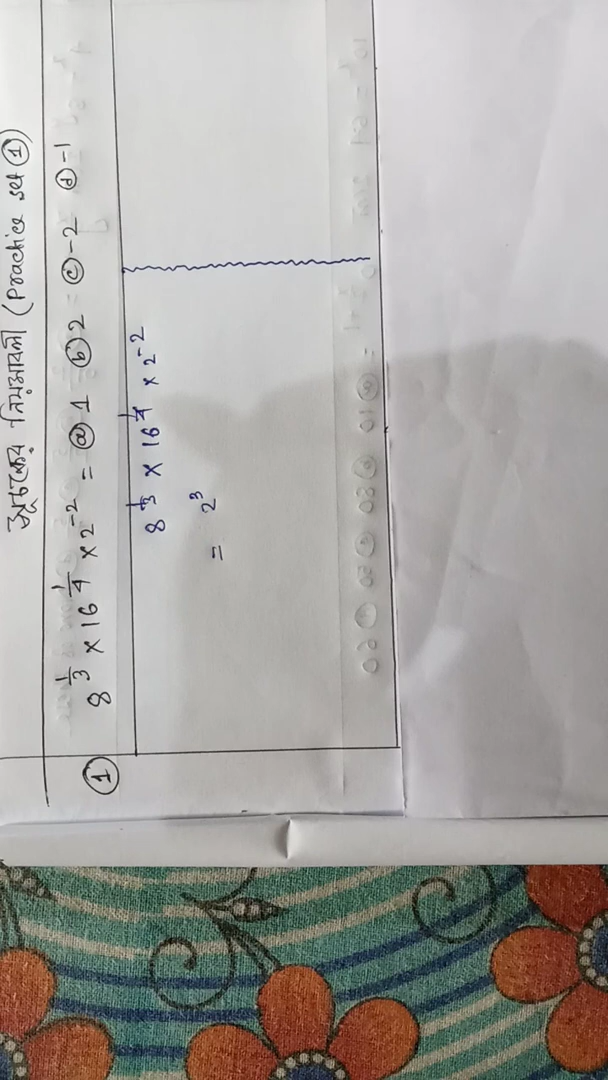 সূচকের নিয়মাবলী (Practice set ①)
① 8^{1/3} × 16^{1/4} × 2^{-2} = ⓐ 1 ⓑ 2 ⓒ -2 ⓓ -1
8^{1/3} × 16^{1/4} × 2^{-2}
= 2^3